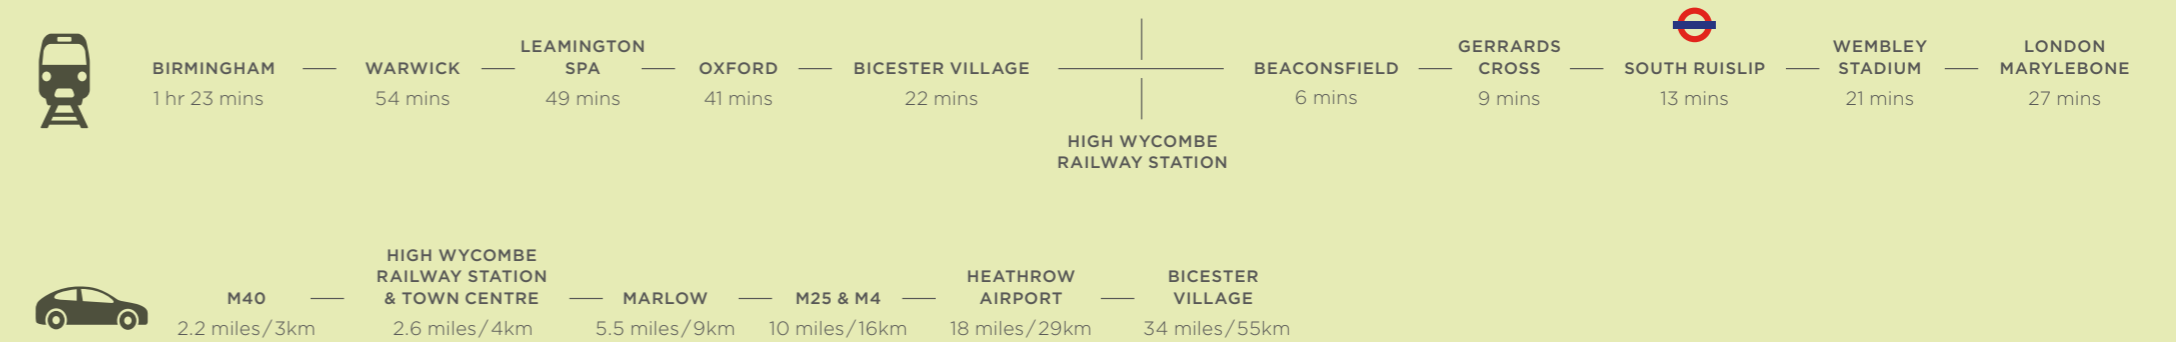 BIRMINGHAM
1 hr 23 mins
WARWICK
54 mins
LEAMINGTON
SPA
49 mins
OXFORD
41 mins
BICESTER VILLAGE
22 mins
HIGH WYCOMBE
RAILWAY STATION
BEACONSFIELD
6 mins
GERRARDS
CROSS
9 mins
SOUTH RUISLIP
13 mins
WEMBLEY
STADIUM
21 mins
LONDON
MARYLEBONE
27 mins
M40
2.2 miles/3km
HIGH WYCOMBE
RAILWAY STATION
& TOWN CENTRE
2.6 miles/4km
MARLOW
5.5 miles/9km
M25 & M4
10 miles/16km
HEATHROW
AIRPORT
18 miles/29km
BICESTER
VILLAGE
34 miles/55km